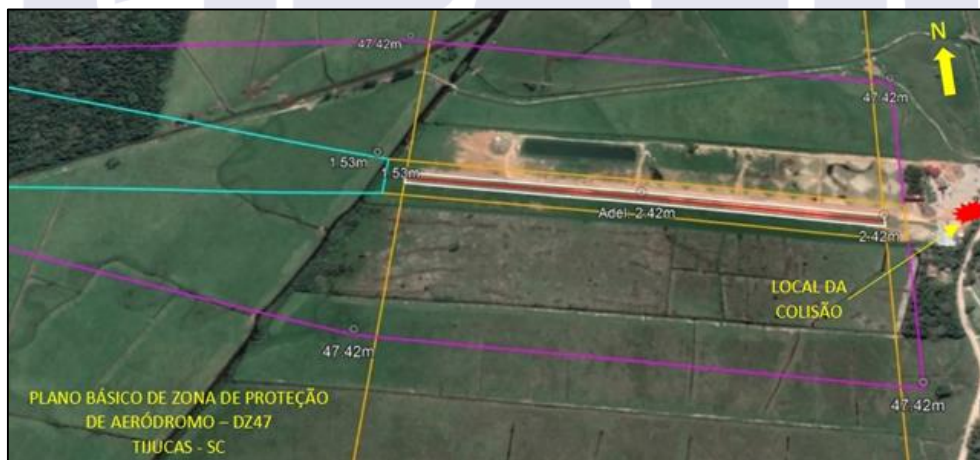 47.42m
N
47.42m
1.53m
1.53m
Adel. 2.42m
2.42m
LOCAL DA
COLISÃO
47.42m
47.42m
PLANO BÁSICO DE ZONA DE PROTEÇÃO
DE AERÓDROMO – DZ47
TIJUCAS - SC